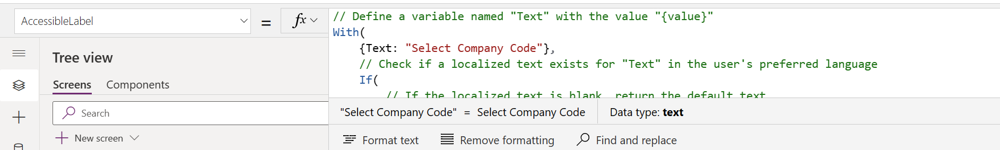 AccessibleLabel
=
fx
// Define a variable named "Text" with the value "{value}"
With(
{Text: "Select Company Code"},
// Check if a localized text exists for "Text" in the user's preferred language
If(
// If the localized text is blank, return the default text
"Select Company Code" = Select Company Code
Data type: text
Format text
Remove formatting
Find and replace
Tree view
Screens
Components
Search
New screen